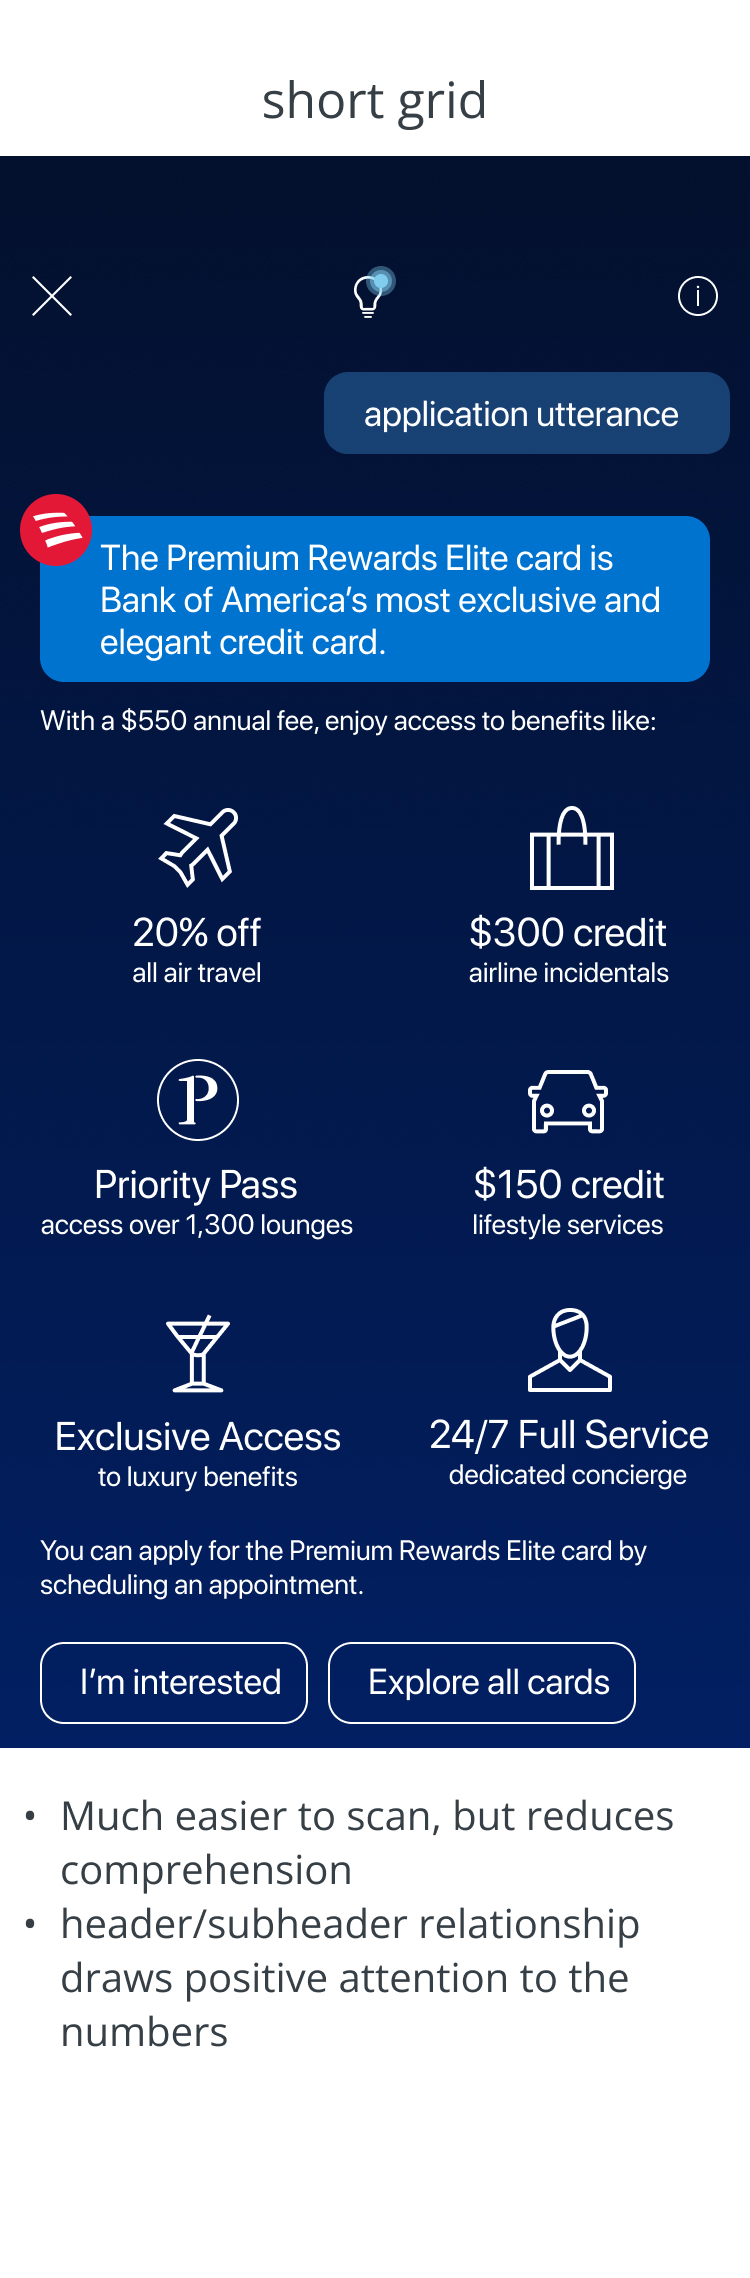 short grid
application utterance
The Premium Rewards Elite card is
Bank of America’s most exclusive and
elegant credit card.
With a $550 annual fee, enjoy access to benefits like:
20% off
all air travel
$300 credit
airline incidentals
P
Priority Pass
access over 1,300 lounges
$150 credit
lifestyle services
Exclusive Access
to luxury benefits
24/7 Full Service
dedicated concierge
You can apply for the Premium Rewards Elite card by
scheduling an appointment.
I’m interested
Explore all cards
• Much easier to scan, but reduces
comprehension
• header/subheader relationship
draws positive attention to the
numbers